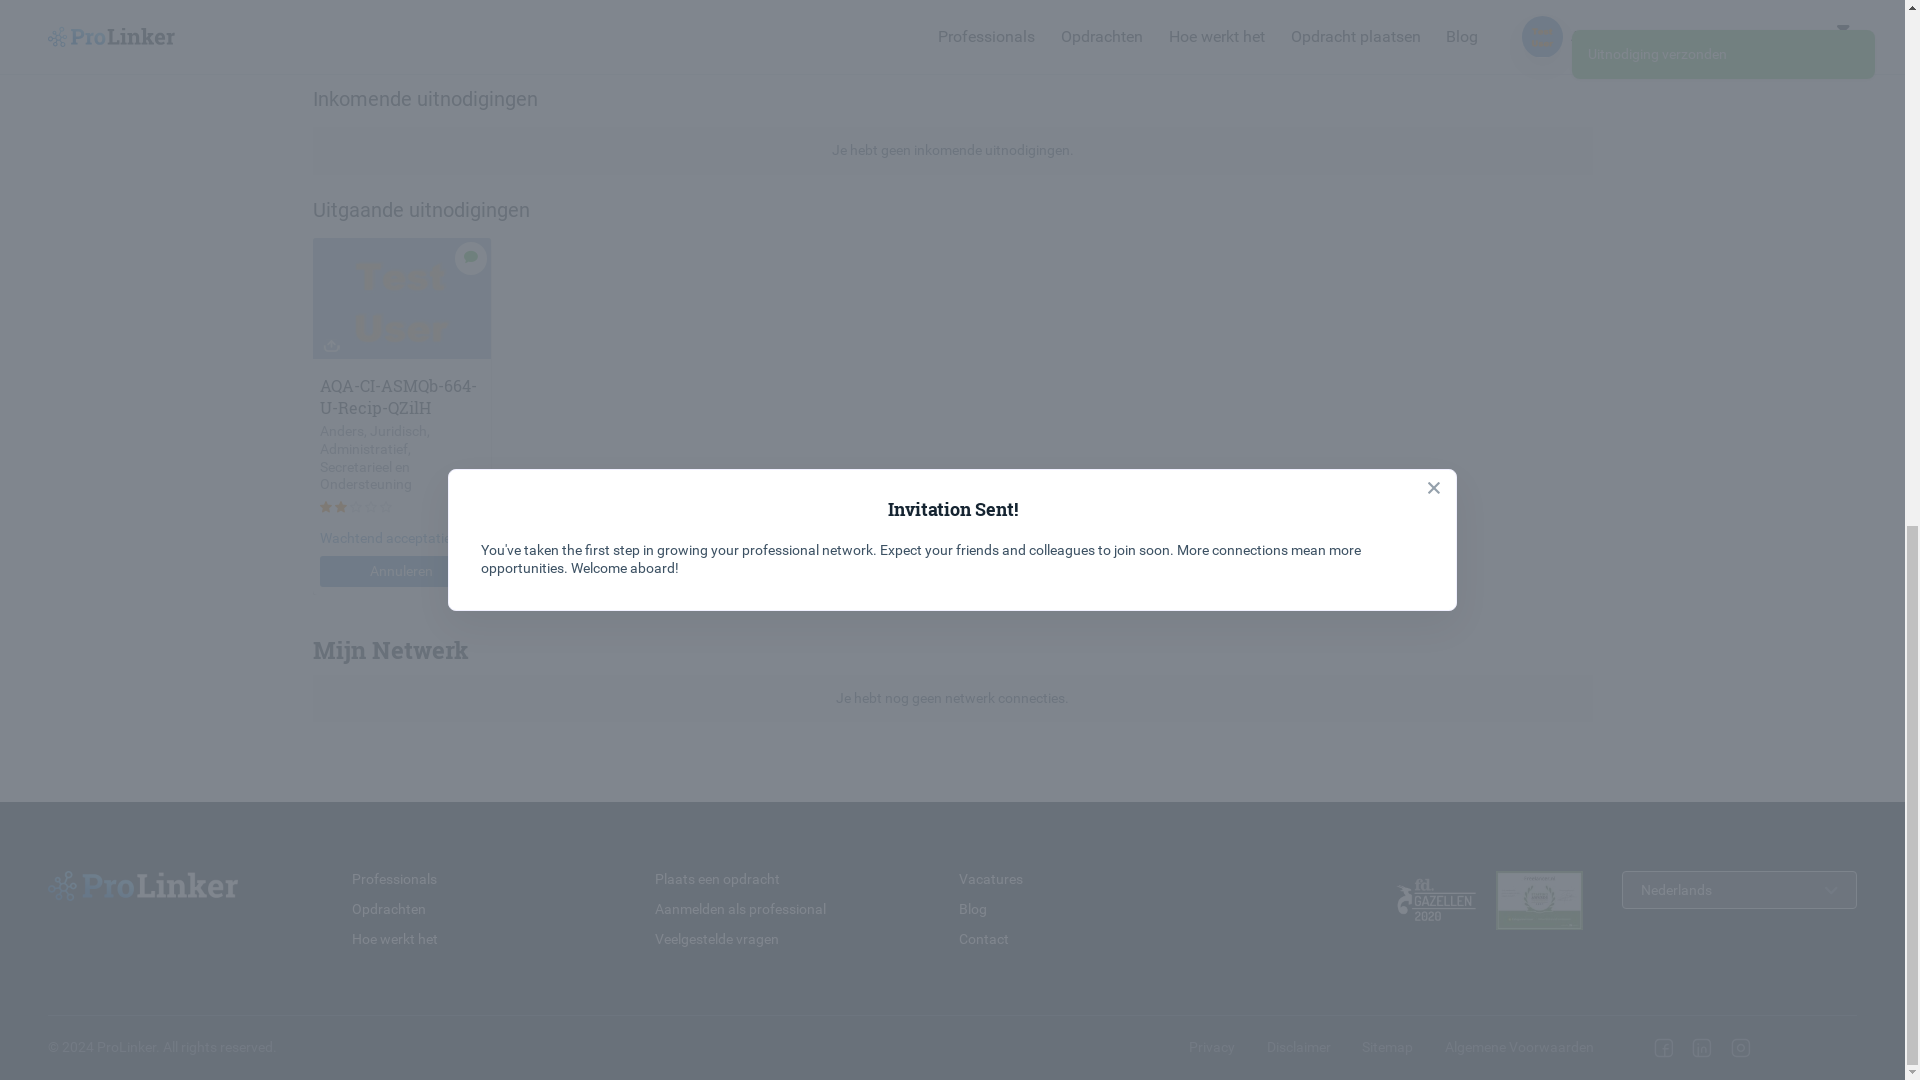 ProLinker
Professionals Opdrachten Hoe werkt het Opdracht plaatsen Blog
Uitnodiging verzonden
Inkomende uitnodigingen
Je hebt geen inkomende uitnodigingen.
Uitgaande uitnodigingen
Test
User
AQA-CI-ASMQb-664-
U-Recip-QZilH
Anders, Juridisch,
Administratief,
Secretarieel en
Ondersteuning
Wachtend acceptatie
Annuleren
Invitation Sent!
You've taken the first step in growing your professional network. Expect your friends and colleagues to join soon. More connections mean more
opportunities. Welcome aboard!
Mijn Netwerk
Je hebt nog geen netwerk connecties.
ProLinker
Professionals
Opdrachten
Hoe werkt het
Plaats een opdracht
Aanmelden als professional
Veelgestelde vragen
Vacatures
Blog
Contact
fd.
GAZELLEN
2020
Nederlands
© 2024 ProLinker. All rights reserved
Privacy Disclaimer Sitemap Algemene Voorwaarden